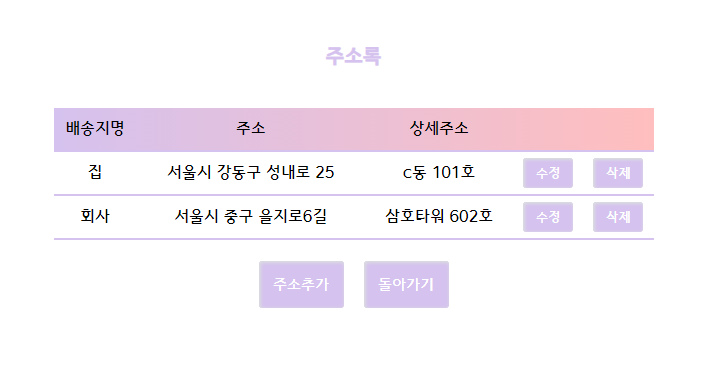 주소록
배송지명 주소 상세주소
집 서울시 강동구 성내로 25 c동 101호 수정 삭제
회사 서울시 중구 을지로6길 삼호타워 602호 수정 삭제
주소추가 돌아가기